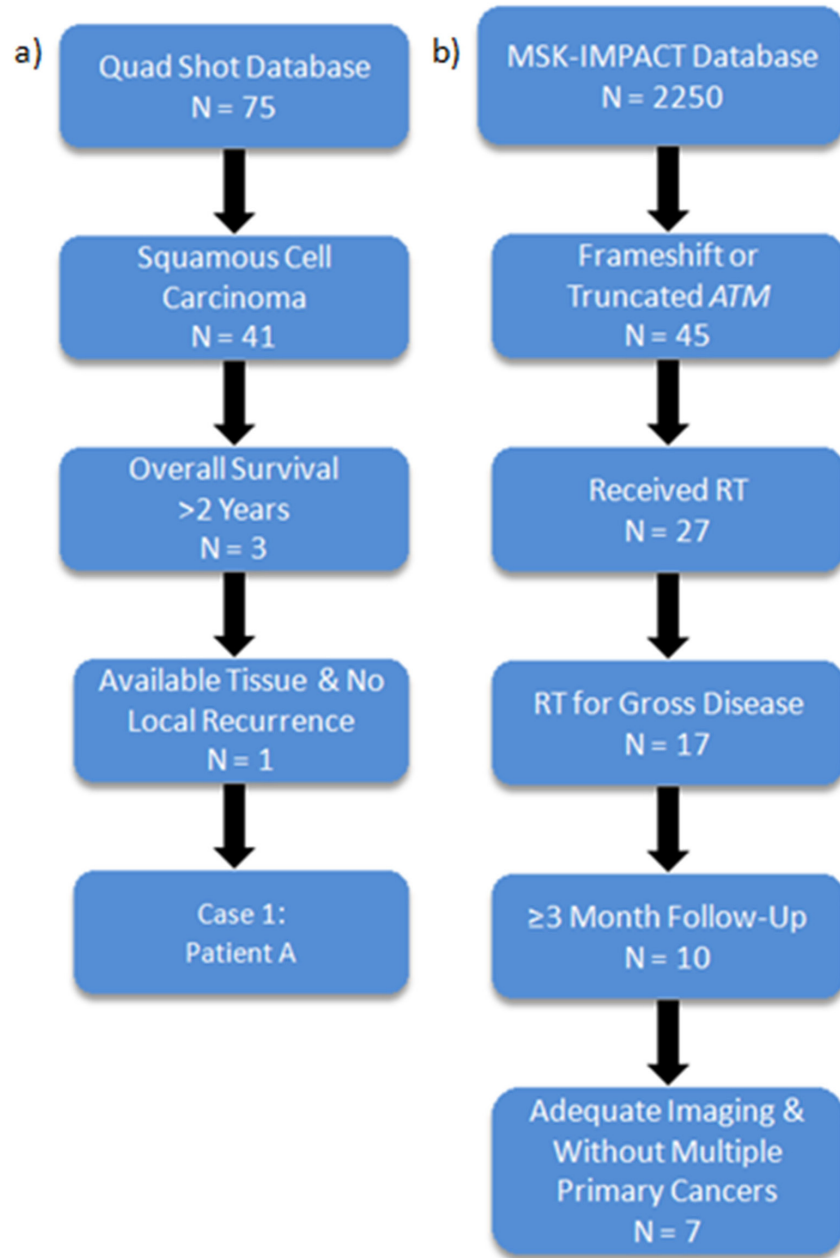 a)
Quad Shot Database
N = 75
Squamous Cell
Carcinoma
N = 41
Overall Survival
>2 Years
N = 3
Available Tissue & No
Local Recurrence
N = 1
Case 1:
Patient A
b)
MSK-IMPACT Database
N = 2250
Frameshift or
Truncated ATM
N = 45
Received RT
N = 27
RT for Gross Disease
N = 17
≥3 Month Follow-Up
N = 10
Adequate Imaging &
Without Multiple
Primary Cancers
N = 7